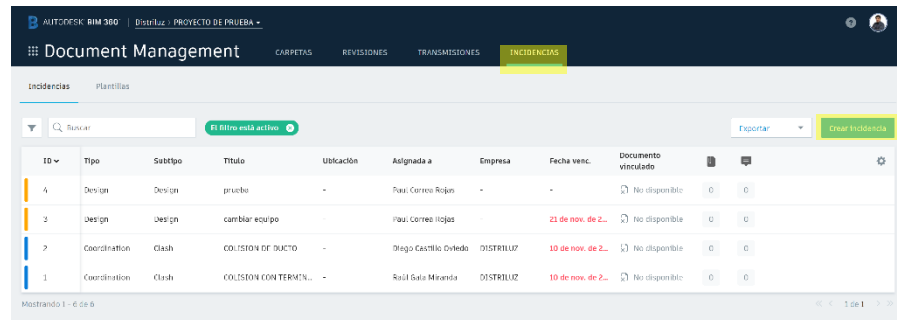 AUTODESK® BIM 360° | Distriluz > PROYECTO DE PRUEBA
Document Management CARPETAS REVISIONES TRANSMISIONES INCIDENCIAS
Incidencias Plantillas
Buscar El filtro está activo Exportar Crear incidencia
ID Tipo Subtipo Título Ubicación Asignada a Empresa Fecha venc. Documento vinculado
4 Design Design prueba - Paul Correa Rojas - - No disponible 0 0
3 Design Design cambiar equipo - Paul Correa Rojas - 21 de nov. de 2... No disponible 0 0
2 Coordination Clash COLISION DE DUCTO - Diego Castillo Oviedo DISTRILUZ 10 de nov. de 2... No disponible 0 0
1 Coordination Clash COLISION CON TERMIN... - Raúl Gala Miranda DISTRILUZ 10 de nov. de 2... No disponible 0 0
Mostrando 1 - 6 de 6 1 de 1